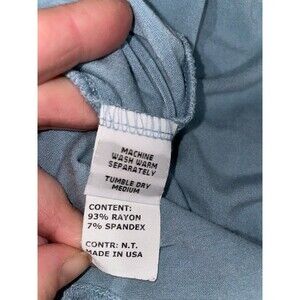 MACHINE
WASH WARM
SEPARATELY
TUMBLE DRY
MEDIUM
CONTENT:
93% RAYON
7% SPANDEX
CONTR: N.T.
MADE IN USA